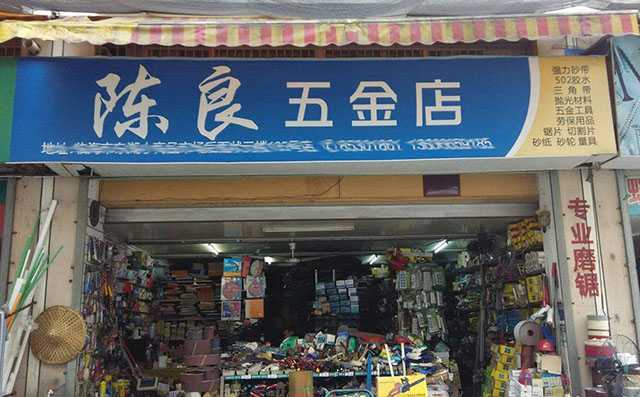 陈良五金店
强力砂带
502胶水
三角带
抛光材料
五金工具
劳保用品
锯片 切割片
砂纸 砂轮 量具
专业磨锯